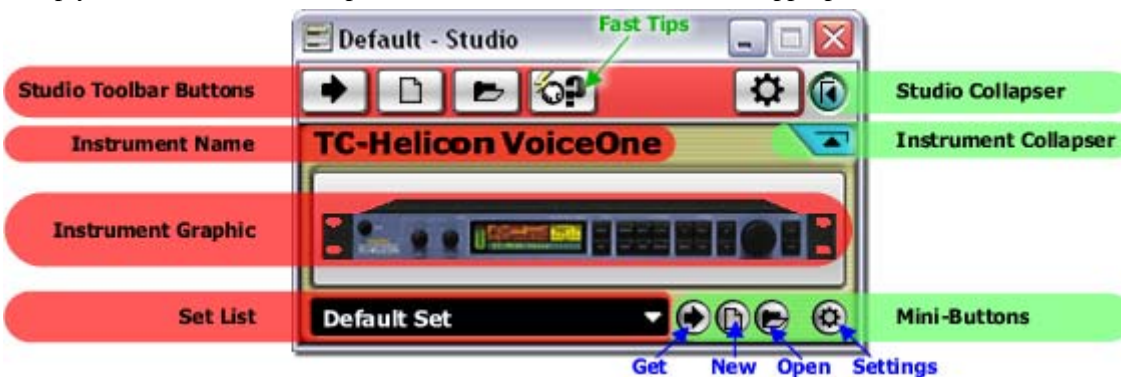 Default - Studio
Fast Tips
Studio Toolbar Buttons
Studio Collapser
Instrument Name
TC-Helicon VoiceOne
Instrument Collapser
Instrument Graphic
Set List
Default Set
Mini-Buttons
Get
New
Open
Settings